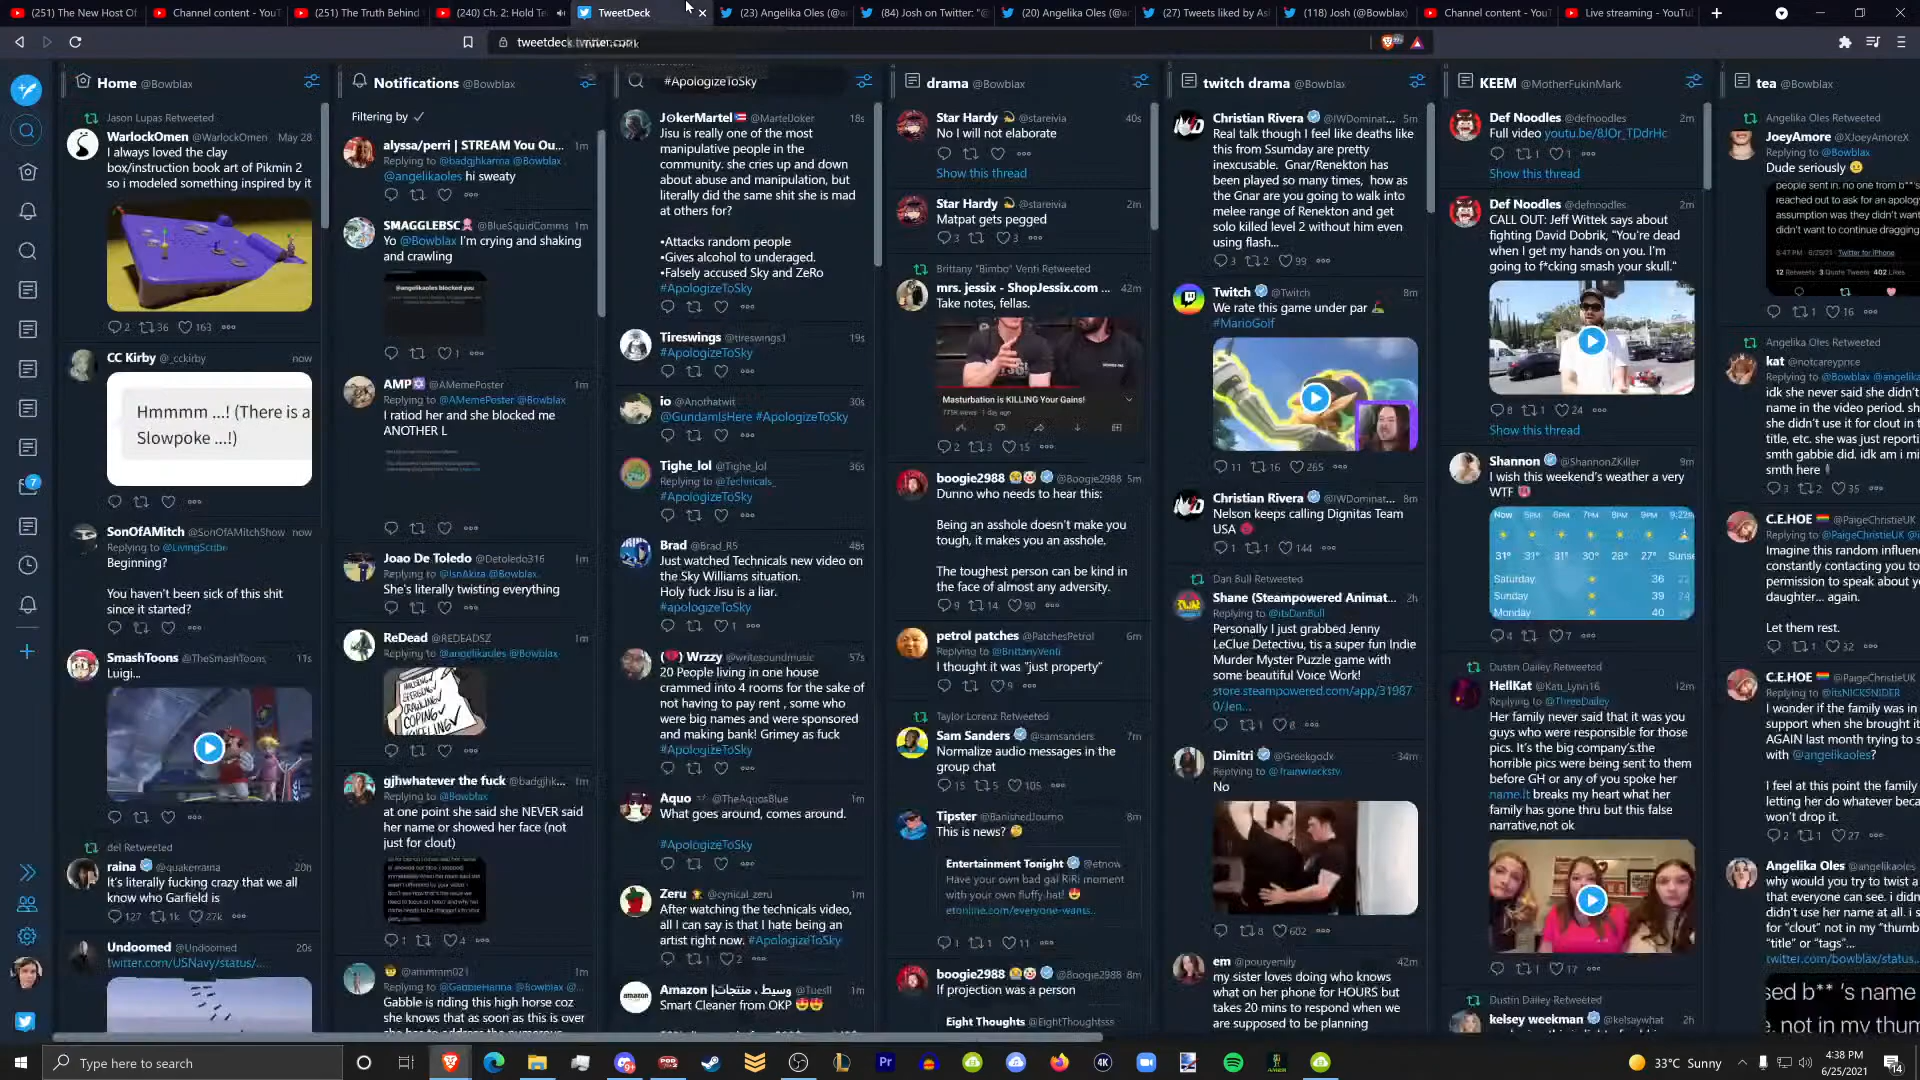 (251) The New Host Of
Channel content - YouT
(251) The Truth Behind
(240) Ch. 2: Hold Te
TweetDeck
(23) Angelika Oles (@a
(84) Josh on Twitter: "@
(20) Angelika Oles (@a
(27) Tweets liked by As
(118) Josh (@Bowblax)
Channel content - YouT
Live streaming - YouTu
Home @Bowblax
Jason Lupas Retweeted
WarlockOmen @WarlockOmen May 28
I always loved the clay
box/instruction book art of Pikmin 2
so i modeled something inspired by it
2 36 163
CC Kirby @_cckirby now
Hmmmm ...! (There is a
Slowpoke ...!)
SonOfAMitch @SonOfAMitchShow now
Replying to @LivingScribe
Beginning?
You haven't been sick of this shit
since it started?
SmashToons @TheSmashToons 11s
Luigi...
del Retweeted
raina @quakerraina 20h
It's literally fucking crazy that we all
know who Garfield is
127 1k 27k
Undoomed @Undoomed 20s
twitter.com/USNavy/status/...
Notifications @Bowblax
Filtering by
alyssa/perri | STREAM You Ou... 1m
Replying to @badgjhkarma @Bowblax
@angelikaoles hi sweaty
SMAGGLEBSC @BlueSquidComms 1m
Yo @Bowblax I'm crying and shaking
and crawling
@angelikaoles blocked you
1
AMP @AMemePoster 1m
Replying to @AMemePoster @Bowblax
I ratiod her and she blocked me
ANOTHER L
Joao De Toledo @Detoledo316 1m
Replying to @IsnAkira @Bowblax
She's literally twisting everything
ReDead @REDEADSZ 1m
Replying to @angelikaoles @Bowblax
gjhwhatever the fuck @badgjhk... 1m
Replying to @Bowblax
at one point she said she NEVER said
her name or showed her face (not
just for clout)
1 4
@ammmm021 1m
Replying to @GabbieHanna @Bowblax @...
Gabble is riding this high horse coz
she knows that as soon as this is over
#ApologizeToSky
JokerMartel @MartelJoker 18s
Jisu is really one of the most
manipulative people in the
community. she cries up and down
about abuse and manipulation, but
literally did the same shit she is mad
at others for?
•Attacks random people
•Gives alcohol to underaged.
•Falsely accused Sky and ZeRo
#ApologizeToSky
Tireswings @tireswings1 19s
#ApologizeToSky
io @Anothatwit 30s
@GundamIsHere #ApologizeToSky
Tighe_lol @Tighe_lol 36s
Replying to @Technicals_
#ApologizeToSky
Brad @Brad_R5 48s
Just watched Technicals new video on
the Sky Williams situation.
Holy fuck Jisu is a liar.
#apologizeToSky
1
Wrzzy @writesoundmusic 57s
20 People living in one house
crammed into 4 rooms for the sake of
not having to pay rent , some who
were big names and were sponsored
and making bank! Grimey as fuck
#ApologizeToSky
Aquo @TheAquosBlue 1m
What goes around, comes around.
#ApologizeToSky
Zeru @cynical_zeru 1m
After watching the technicals video,
all I can say is that I hate being an
artist right now. #ApologizeToSky
1 2
Amazon |وسيط . منتجات @Tuesll 1m
Smart Cleaner from OKP
drama @Bowblax
Star Hardy @stareivia 40s
No I will not elaborate
Show this thread
Star Hardy @stareivia 2m
Matpat gets pegged
3 3
Brittany "Bimbo" Venti Retweeted
mrs. jessix - ShopJessix.com ... 42m
Take notes, fellas.
Masturbation is KILLING Your Gains!
775K views 1 day ago
2 3 15
boogie2988 @Boogie2988 5m
Dunno who needs to hear this:
Being an asshole doesn't make you
tough, it makes you an asshole.
The toughest person can be kind in
the face of almost any adversity.
9 14 90
petrol patches @PatchesPetrol 6m
Replying to @BrittanyVenti
I thought it was "just property"
9
Taylor Lorenz Retweeted
Sam Sanders @samsanders 7m
Normalize audio messages in the
group chat
15 5 105
Tipster @BanishedJourno 8m
This is news?
Entertainment Tonight @etnow
Have your own bad gal RiRi moment
with your own fluffy hat!
etonline.com/everyone-wants...
1 1 11
boogie2988 @Boogie2988 8m
If projection was a person
Eight Thoughts @EightThoughtsss
twitch drama @Bowblax
Christian Rivera @IWDominat... 5m
Real talk though I feel like deaths like
this from Ssumday are pretty
inexcusable. Gnar/Renekton has
been played so many times, how as
the Gnar are you going to walk into
melee range of Renekton and get
solo killed level 2 without him even
using flash...
3 2 99
Twitch @Twitch 8m
We rate this game under par
#MarioGolf
11 16 265
Christian Rivera @IWDominat... 8m
Nelson keeps calling Dignitas Team
USA
1 1 144
Dan Bull Retweeted
Shane (Steampowered Animat... 2h
Replying to @itsDanBull
Personally I just grabbed Jenny
LeClue Detectivu, tis a super fun Indie
Murder Myster Puzzle game with
some beautiful Voice Work!
store.steampowered.com/app/31987
0/Jen...
1 8
Dimitri @Greekgodx 34m
Replying to @Trainwreckstv
No
8 602
em @pouryemily 42m
my sister loves doing who knows
what on her phone for HOURS but
takes 20 mins to respond when we
are supposed to be planning
KEEM @MotherFukinMark
Def Noodles @defnoodles 2m
Full video youtu.be/8JOr_TDdrHc
1 1
Show this thread
Def Noodles @defnoodles 2m
CALL OUT: Jeff Wittek says about
fighting David Dobrik, "You're dead
when I get my hands on you. I'm
going to f*cking smash your skull."
8 1 24
Show this thread
Shannon @ShannonZKiller 9m
I wish this weekend's weather a very
WTF
Now 5PM 6PM 7PM 8PM 9PM 9:22PM
31° 31° 31° 30° 28° 27° Sunse
Saturday 36
Sunday 39
Monday 40
4 7
Dustin Dailey Retweeted
HellKat @Kati_Lynn16 12m
Replying to @ThreeDailey
Her family never said that it was you
guys who were responsible for those
pics. It's the big company's.the
horrible pics were being sent to them
before GH or any of you spoke her
name.It breaks my heart what her
family has gone thru but this false
narrative,not ok
1 17
Dustin Dailey Retweeted
kelsey weekman @kelsaywhat 2h
tea @Bowblax
Angelika Oles Retweeted
JoeyAmore @XJoeyAmoreX
Replying to @Bowblax
Dude seriously
people sent in. no one from b**'s
reached out to ask for an apology
assumption was they didn't want
didn't want to continue dragging
5:47 PM · 6/25/21 · Twitter for iPhone
12 Retweets 3 Quote Tweets 402 Likes
1 16
Angelika Oles Retweeted
kat @notcareyprice
Replying to @Bowblax @angelika
idk she never said she didn't
name in the video period. sh
she didn't use it for clout in t
title, etc. she was just reporti
smth gabbie did. idk am i mi
smth here
3 2 35
C.E.HOE @PaigeChristieUK
Replying to @PaigeChristieUK @
Imagine this random influenc
constantly contacting you to
permission to speak about yo
daughter... again.
Let them rest.
1 32
C.E.HOE @PaigeChristieUK
Replying to @itsNICKSNIDER
I wonder if the family was in
support when she brought it
AGAIN last month trying to s
with @angelikaoles?
I feel at this point the family
letting her do whatever beca
won't drop it.
2 1 27
Angelika Oles @angelikaoles
why would you try to twist a
that everyone can see. i didn
didn't use her name at all. i s
for "clout" not in my "thumb
"title" or "tags"...
twitter.com/bowblax/status...
sed b** 's name
e. not in my thum
7
Type here to search
33°C Sunny
4:38 PM
6/25/2021
14